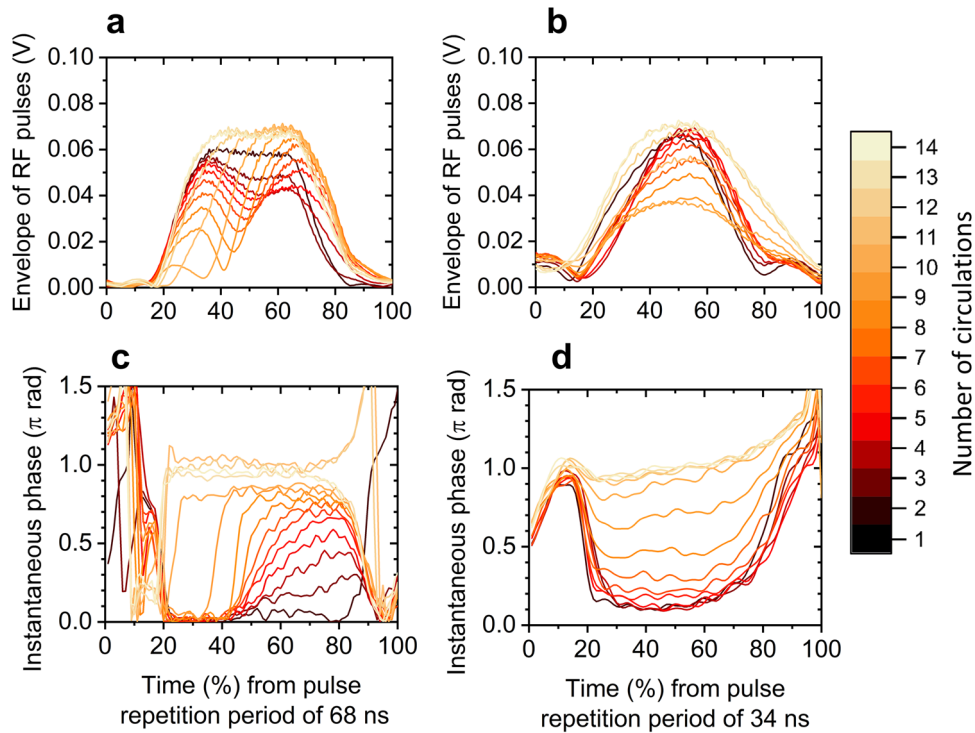 a
b
Envelope of RF pulses (V)
0.10
0.08
0.06
0.04
0.02
0.00
0 20 40 60 80 100
Envelope of RF pulses (V)
0.10
0.08
0.06
0.04
0.02
0.00
0 20 40 60 80 100
c
d
Instantaneous phase (π rad)
1.5
1.0
0.5
0.0
0 20 40 60 80 100
Time (%) from pulse
repetition period of 68 ns
Instantaneous phase (π rad)
1.5
1.0
0.5
0.0
0 20 40 60 80 100
Time (%) from pulse
repetition period of 34 ns
14
13
12
11
10
9
8
7
6
5
4
3
2
1
Number of circulations